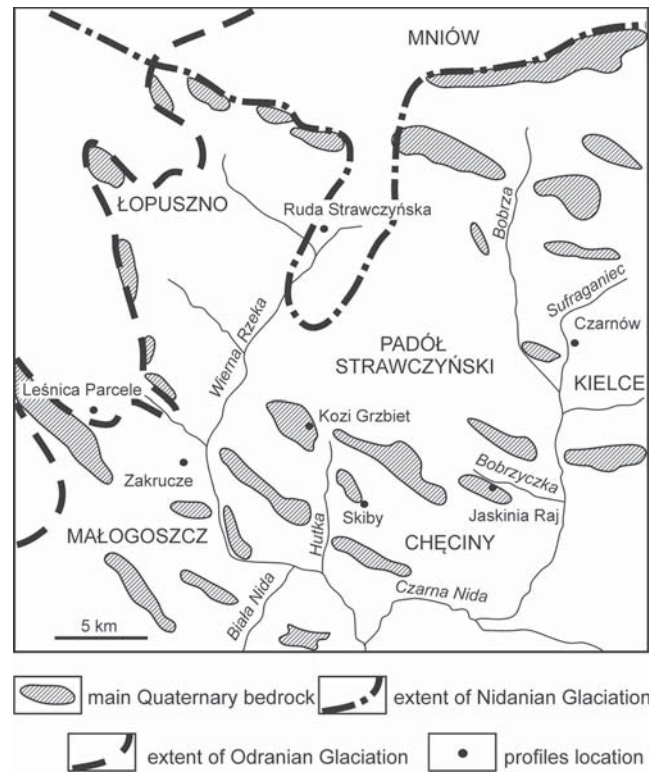 MNIÓW
ŁOPUSZNO
Ruda Strawczyńska
Bobrza
Sufraganiec
Czarnów
Wierna Rzeka
PADÓŁ
STRAWCZYŃSKI
KIELCE
Leśnica Parcele
Kozi Grzbiet
Zakrucze
Bobrzyczka
Skiby
Jaskinia Raj
MAŁOGOSZCZ
Hutka
CHĘCINY
Biała Nida
Czarna Nida
5 km
main Quaternary bedrock
extent of Nidanian Glaciation
extent of Odranian Glaciation
profiles location